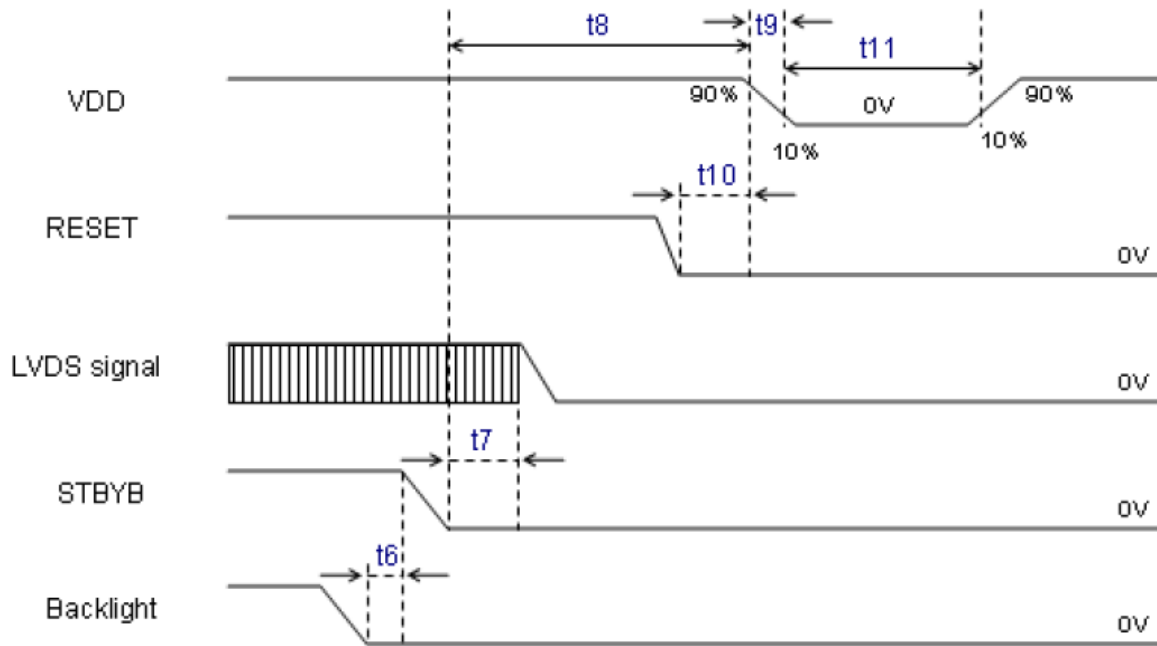 t8
t9
t11
VDD
90%
0V
90%
10%
10%
t10
RESET
0V
LVDS signal
0V
t7
STBYB
0V
t6
Backlight
0V